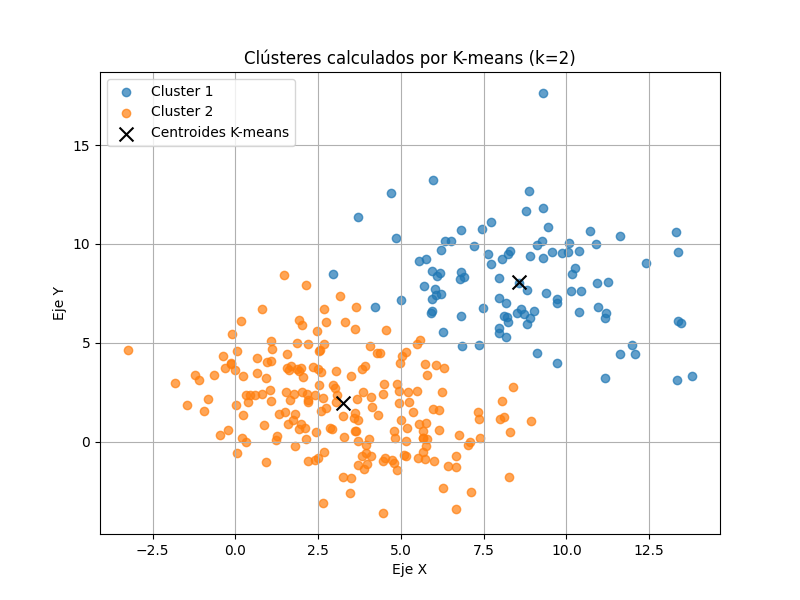 Clústeres calculados por K-means (k=2)
Cluster 1
Cluster 2
Centroides K-means
15
10
5
0
Eje Y
−2.5 0.0 2.5 5.0 7.5 10.0 12.5
Eje X